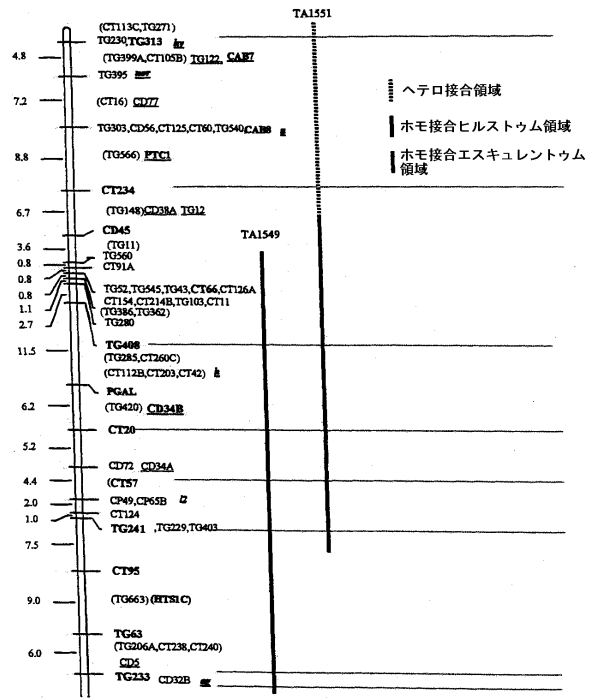 TA1551
(CT113C,TG271)
TG230,TG313
4.8
(TG399A,CT105B) TG122, CAB7
TG395
7.2
(CT16) CD77
TG303,CD56,CT125,CT60,TG540,CAB8
8.8
(TG566) PTC1
CT234
6.7
(TG148)CD38A TG12
CD45
3.6
(TG11)
TG560
0.8
CT91A
0.8
TG52,TG545,TG43,CT66,CT126A
0.8
CT154,CT214B,TG103,CT11
1.1
(TG386,TG362)
2.7
TG280
TG408
11.5
(TG285,CT260C)
(CT112B,CT203,CT42)
PGAL
6.2
(TG420) CD34B
CT20
5.2
CD72 CD34A
4.4
(CT57
CP49,CP65B
2.0
CT124
1.0
TG241 ,TG229,TG403
7.5
CT95
9.0
(TG663)(HTS1C)
TG63
(TG206A,CT238,CT240)
6.0
CD5
TG233 CD32B
TA1549
ヘテロ接合領域
ホモ接合ヒルストゥム領域
ホモ接合エスキュレントゥム
領域